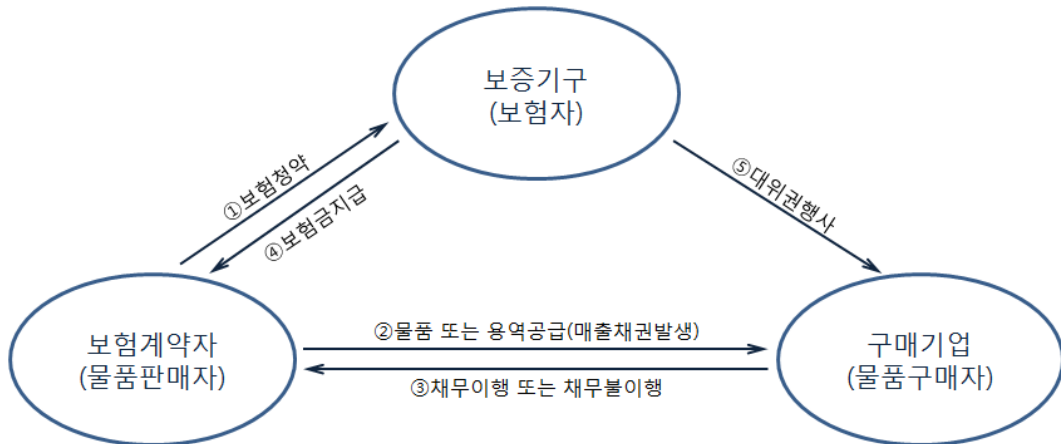 보증기구
(보험자)
①보험청약
④보험금지급
⑤대위권행사
보험계약자
(물품판매자)
②물품 또는 용역공급(매출채권발생)
③채무이행 또는 채무불이행
구매기업
(물품구매자)